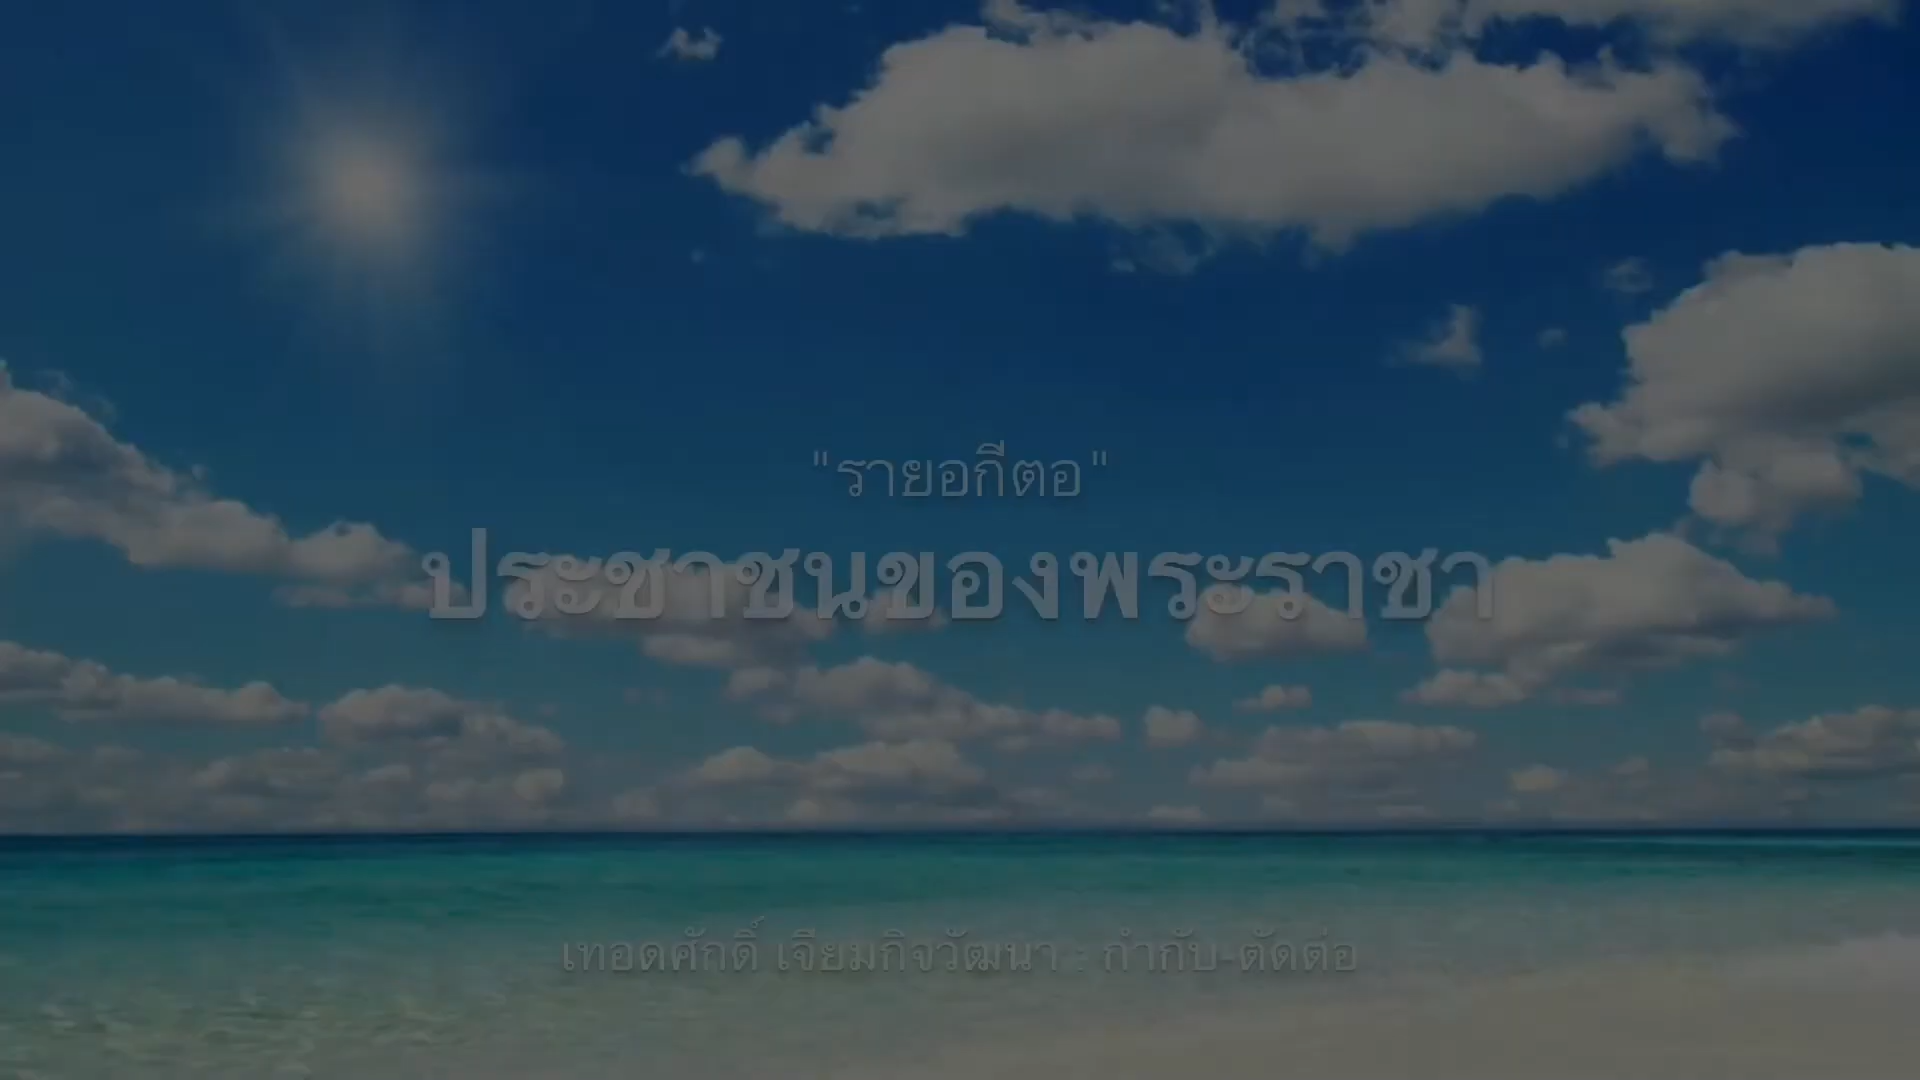 "รายอกีตอ"
ประชาชนของพระราชา
เทอดศักดิ์ เจียมกิจวัฒนา : กำกับ-ตัดต่อ